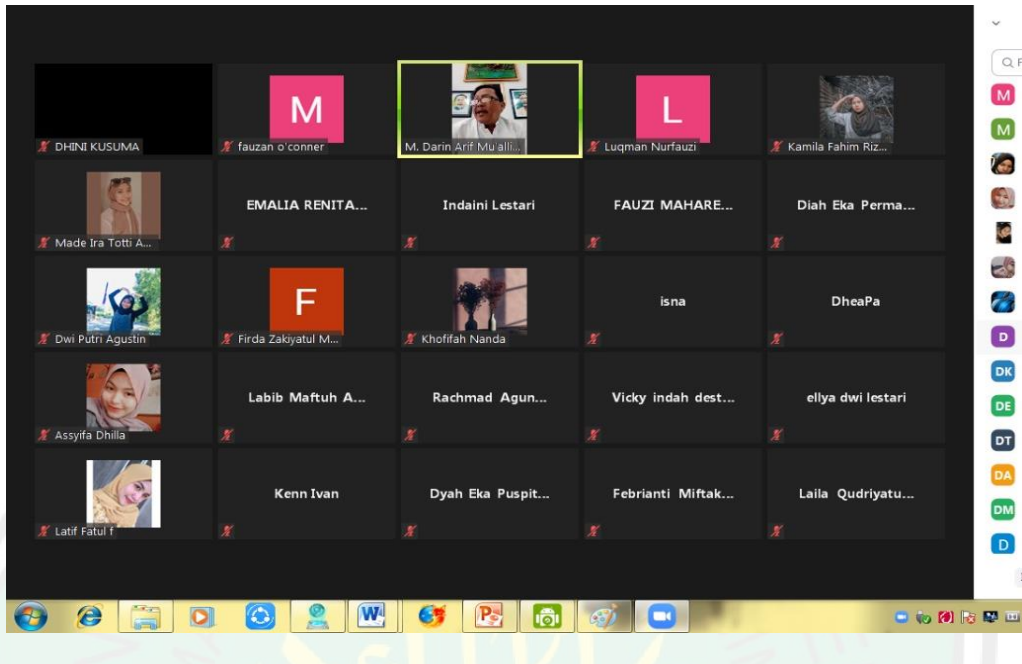 M
L
DHINI KUSUMA
fauzan o'conner
M. Darin Arif Mu'alli...
Luqman Nurfauzi
Kamila Fahim Riz...
EMALIA RENITA...
Indaini Lestari
FAUZI MAHARE...
Diah Eka Perma...
Made Ira Totti A...
F
isna
DheaPa
Dwi Putri Agustin
Firda Zakiyatul M...
Khofifah Nanda
Labib Maftuh A...
Rachmad Agun...
Vicky indah dest...
ellya dwi lestari
Assyifa Dhilla
Kenn Ivan
Dyah Eka Puspit...
Febrianti Miftak...
Laila Qudriyatu...
Latif Fatul f
F
M
M
D
DK
DE
DT
DA
DM
D